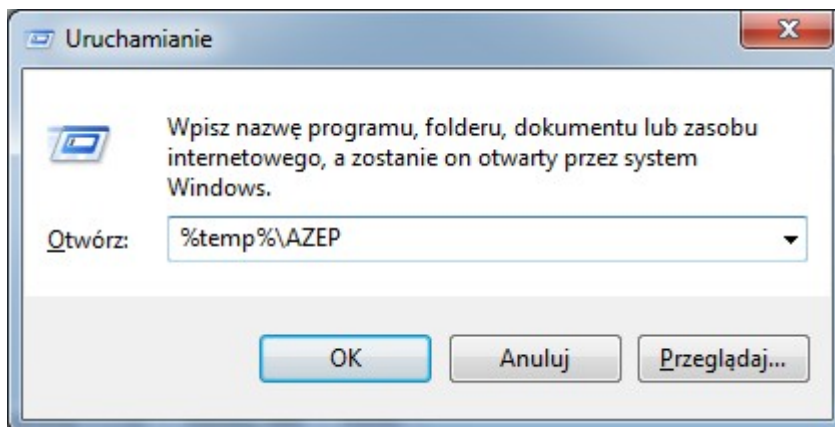 Uruchamianie
Wpisz nazwę programu, folderu, dokumentu lub zasobu
internetowego, a zostanie on otwarty przez system
Windows.
Otwórz: %temp%\AZEP
OK Anuluj Przeglądaj...